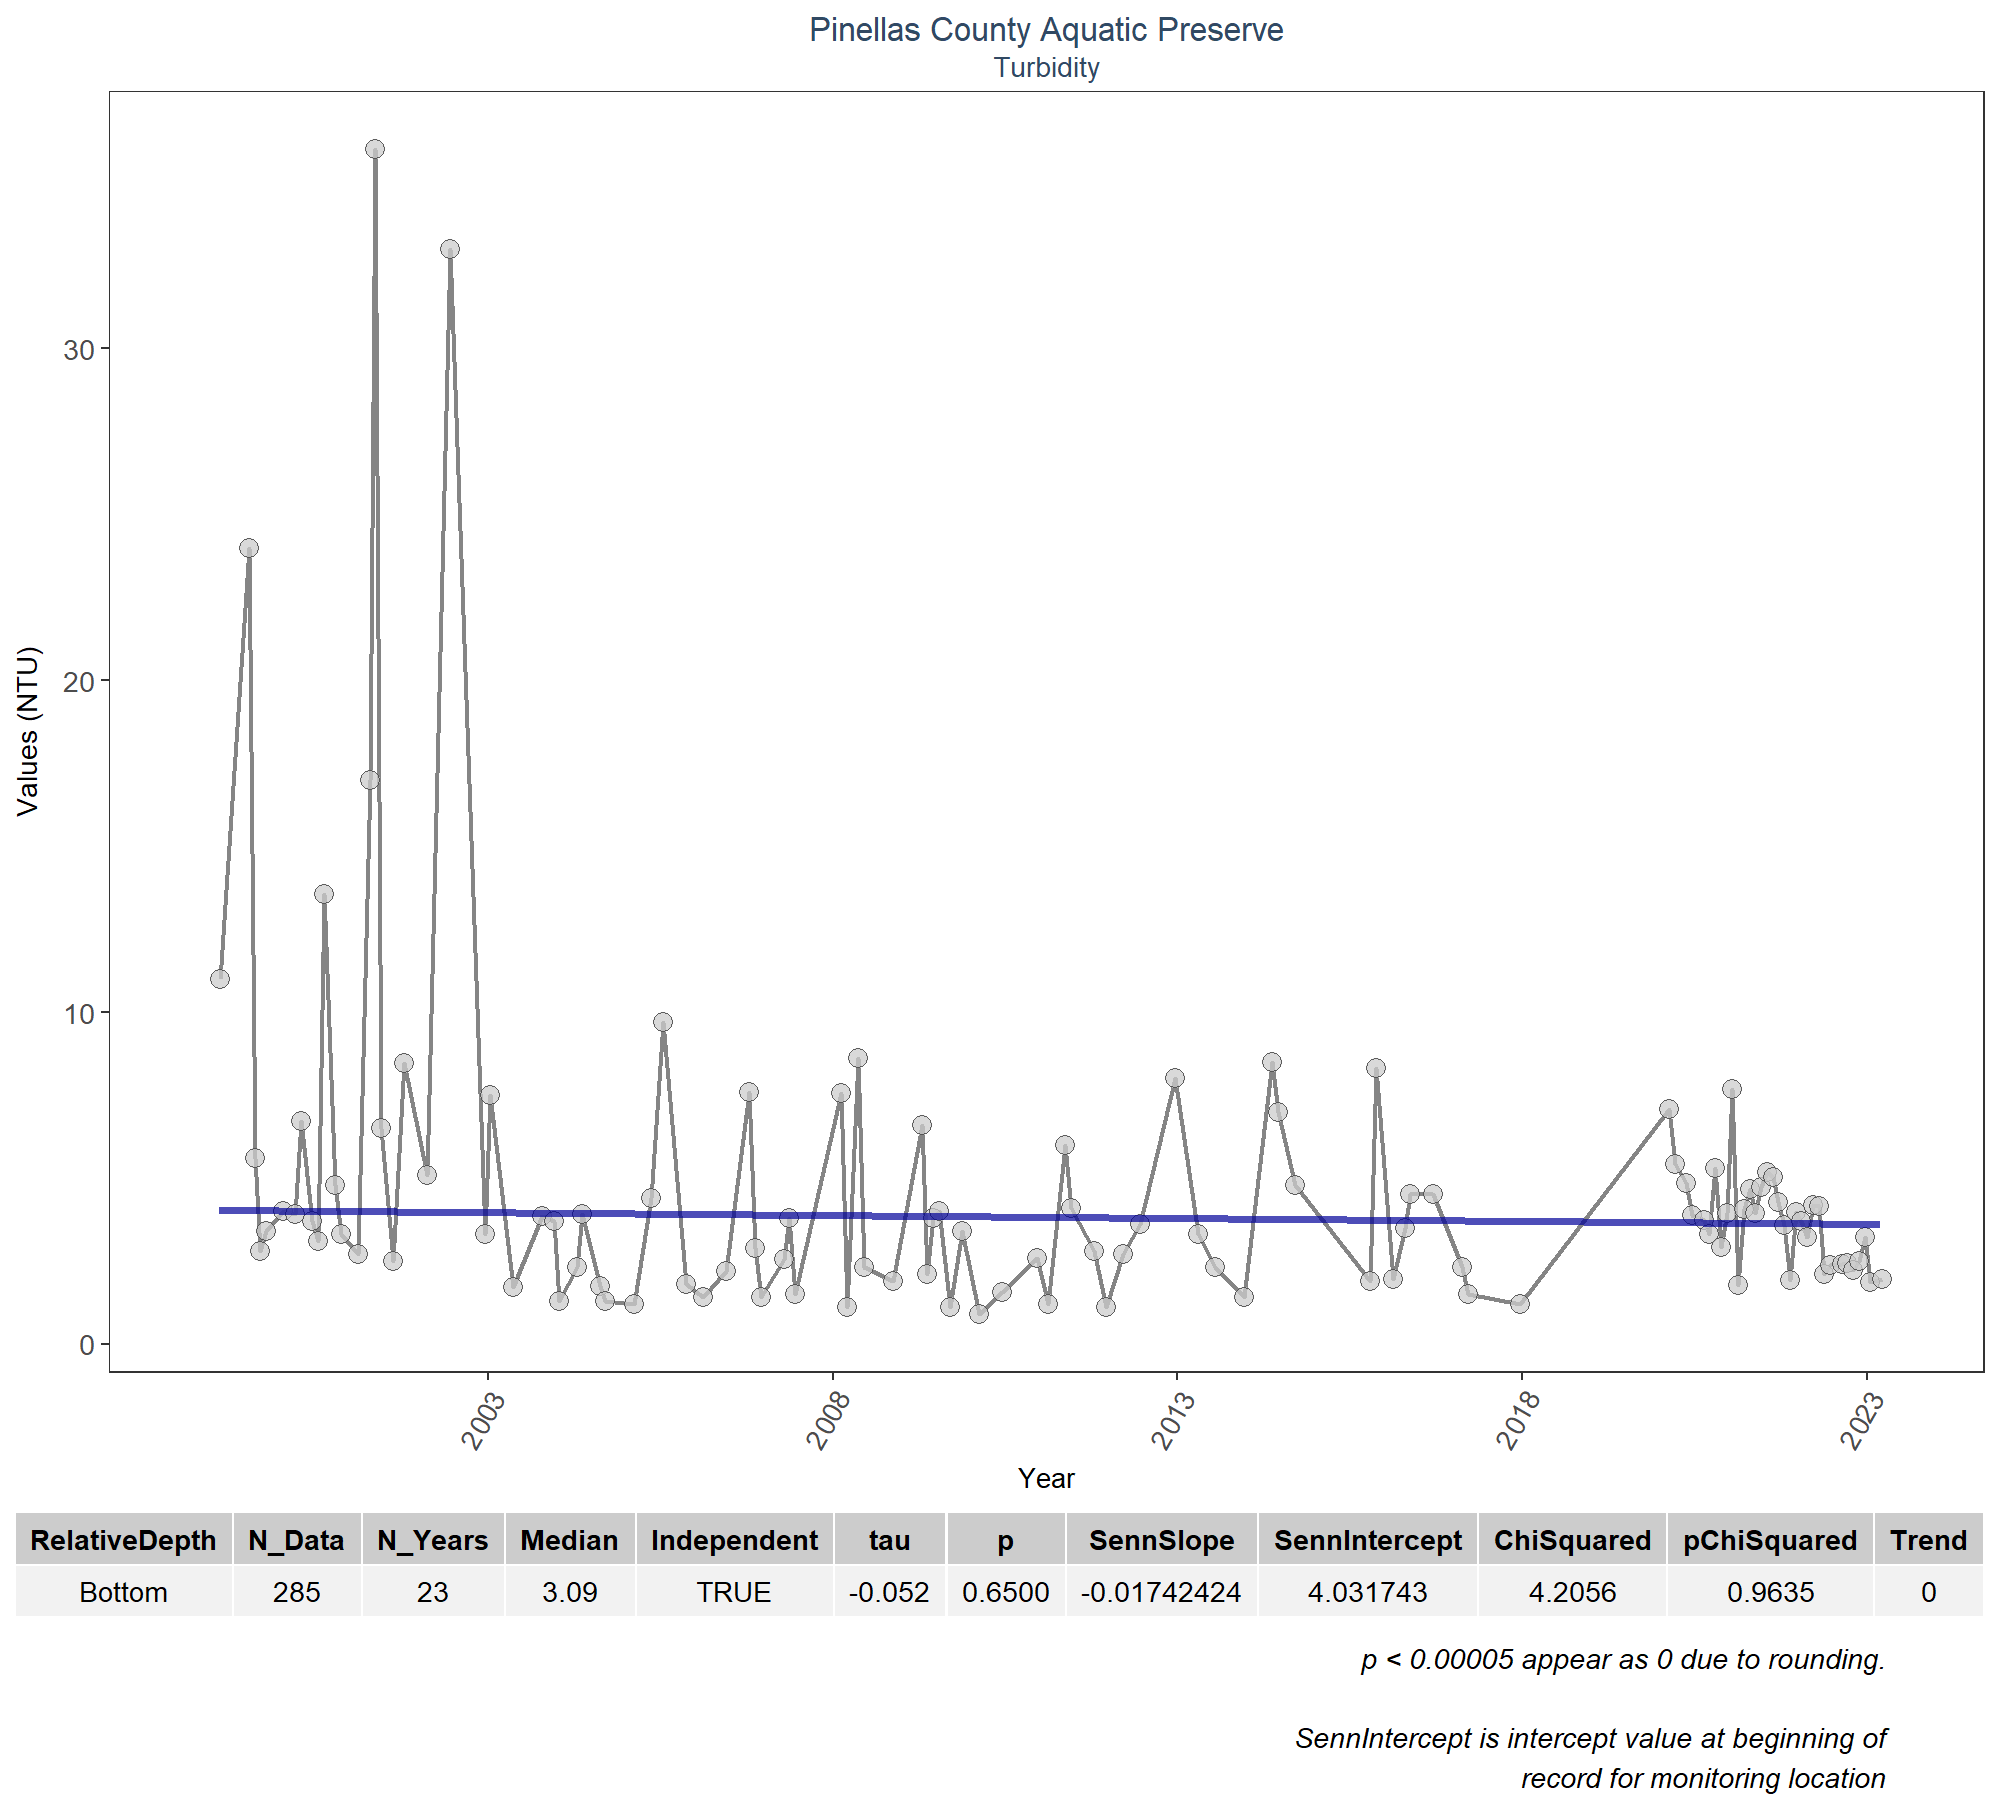 Pinellas County Aquatic Preserve
Turbidity
Values (NTU)
30
20
10
0
2003 2008 2013 2018 2023
Year
RelativeDepth N_Data N_Years Median Independent tau p SennSlope SennIntercept ChiSquared pChiSquared Trend
Bottom 285 23 3.09 TRUE -0.052 0.6500 -0.01742424 4.031743 4.2056 0.9635 0
p < 0.00005 appear as 0 due to rounding.
SennIntercept is intercept value at beginning of
record for monitoring location